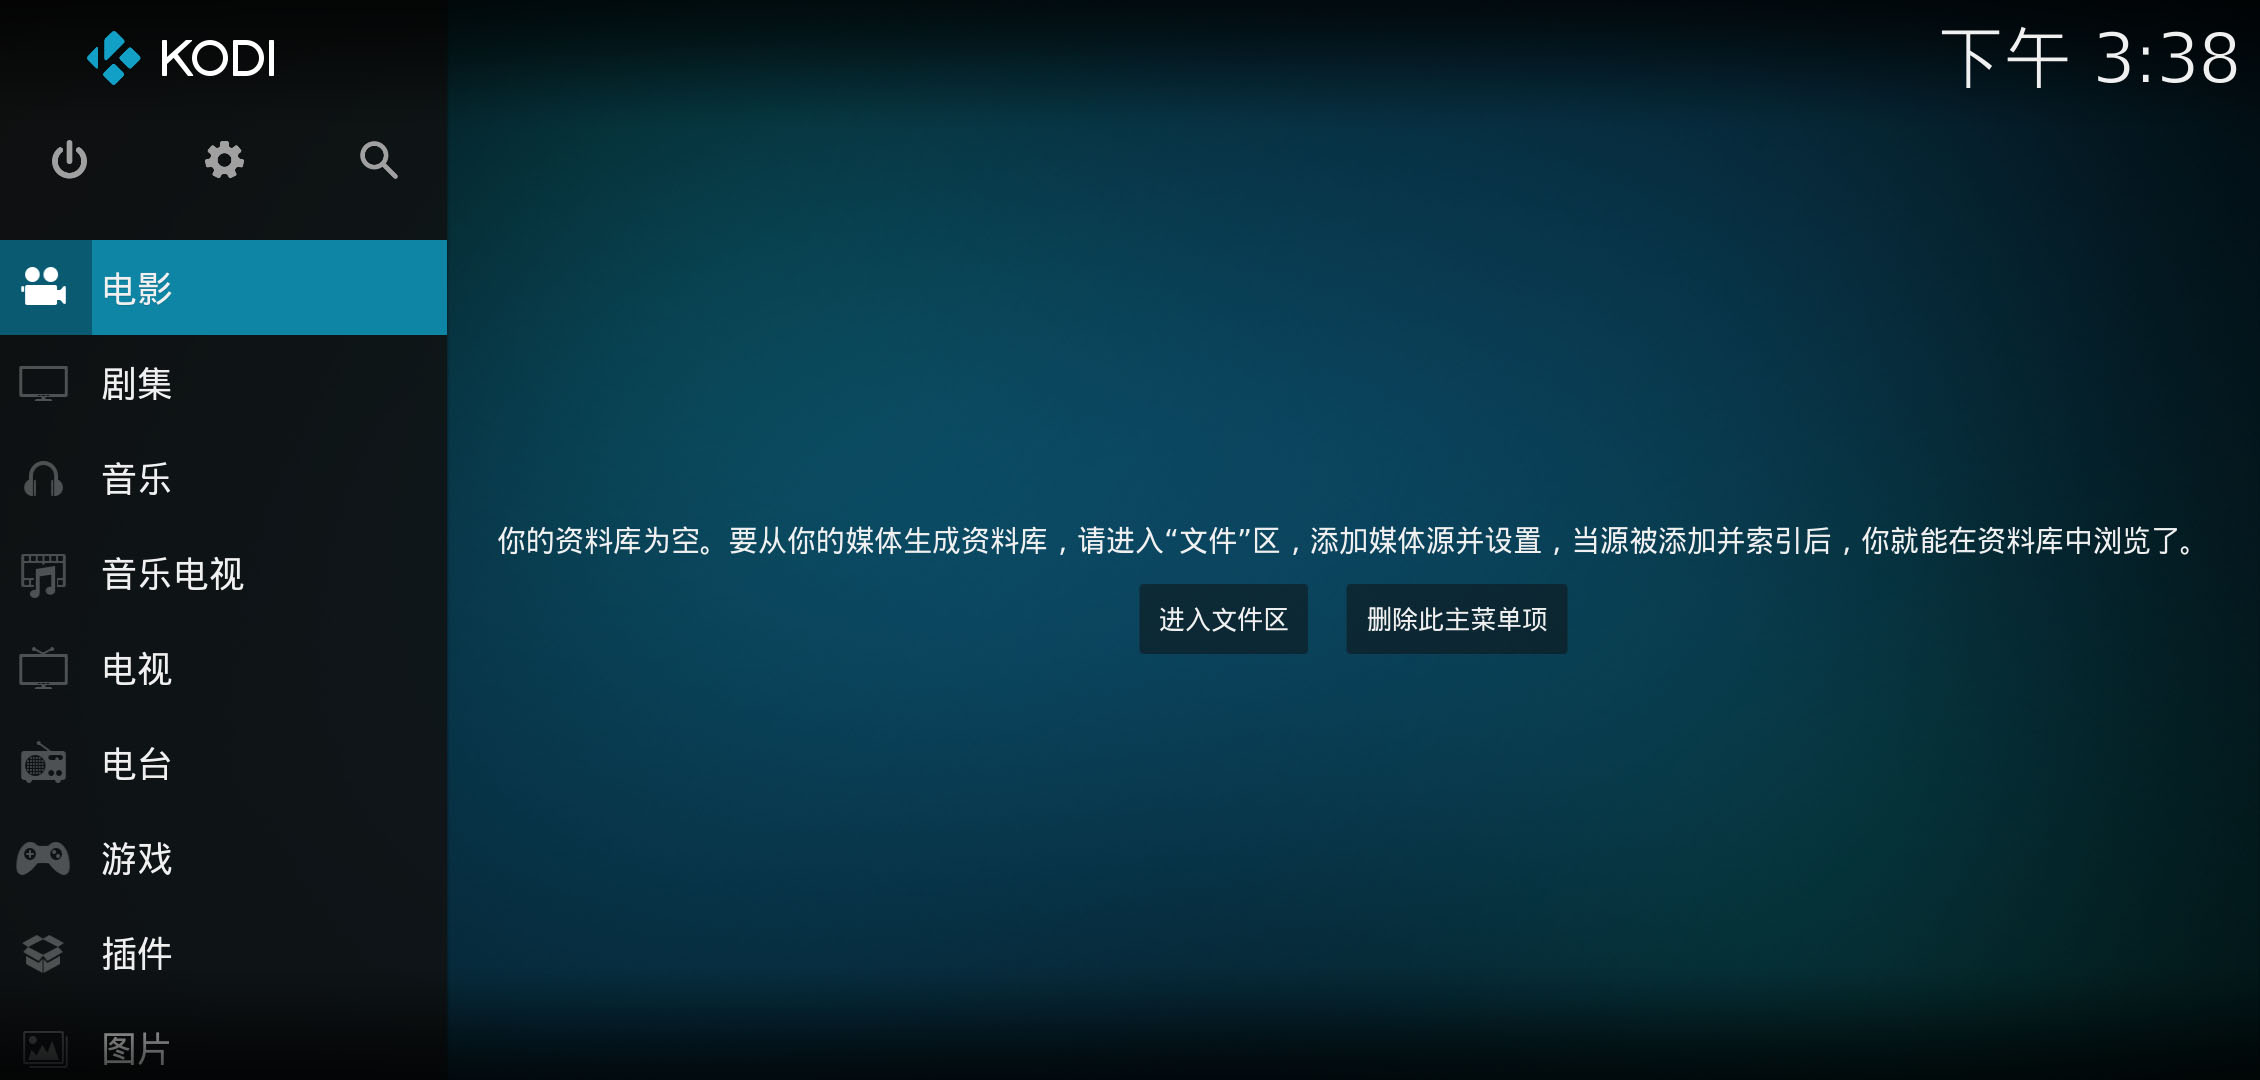 KODI
下午 3:38
电影
剧集
音乐
音乐电视
电视
电台
游戏
插件
图片
你的资料库为空。要从你的媒体生成资料库，请进入“文件”区，添加媒体源并设置，当源被添加并索引后，你就能在资料库中浏览了。
进入文件区
删除此主菜单项